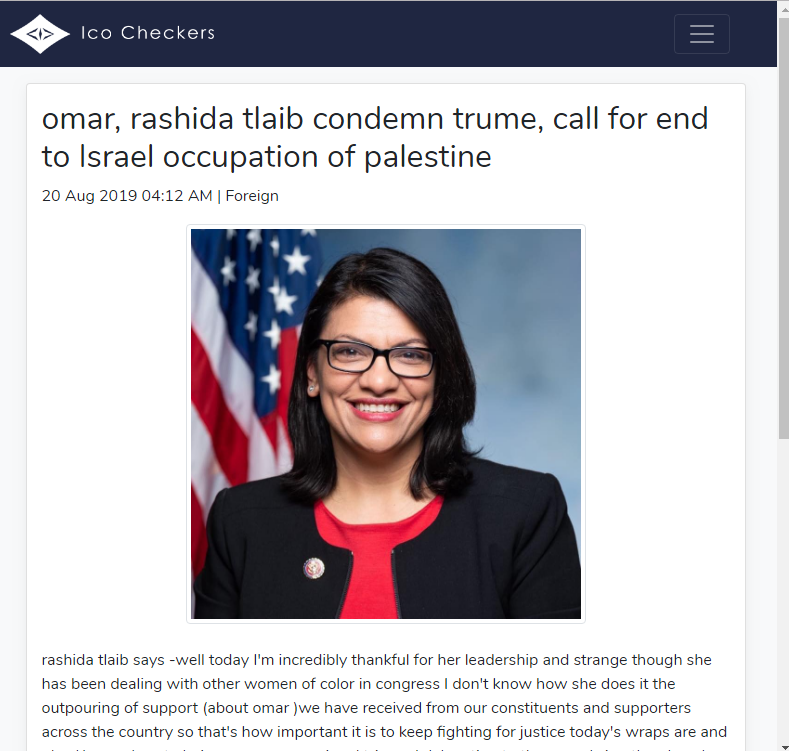 Ico Checkers
omar, rashida tlaib condemn trume, call for end
to Israel occupation of palestine
20 Aug 2019 04:12 AM | Foreign
rashida tlaib says -well today I'm incredibly thankful for her leadership and strange though she
has been dealing with other women of color in congress I don't know how she does it the
outpouring of support (about omar )we have received from our constituents and supporters
across the country so that's how important it is to keep fighting for justice today's wraps are and